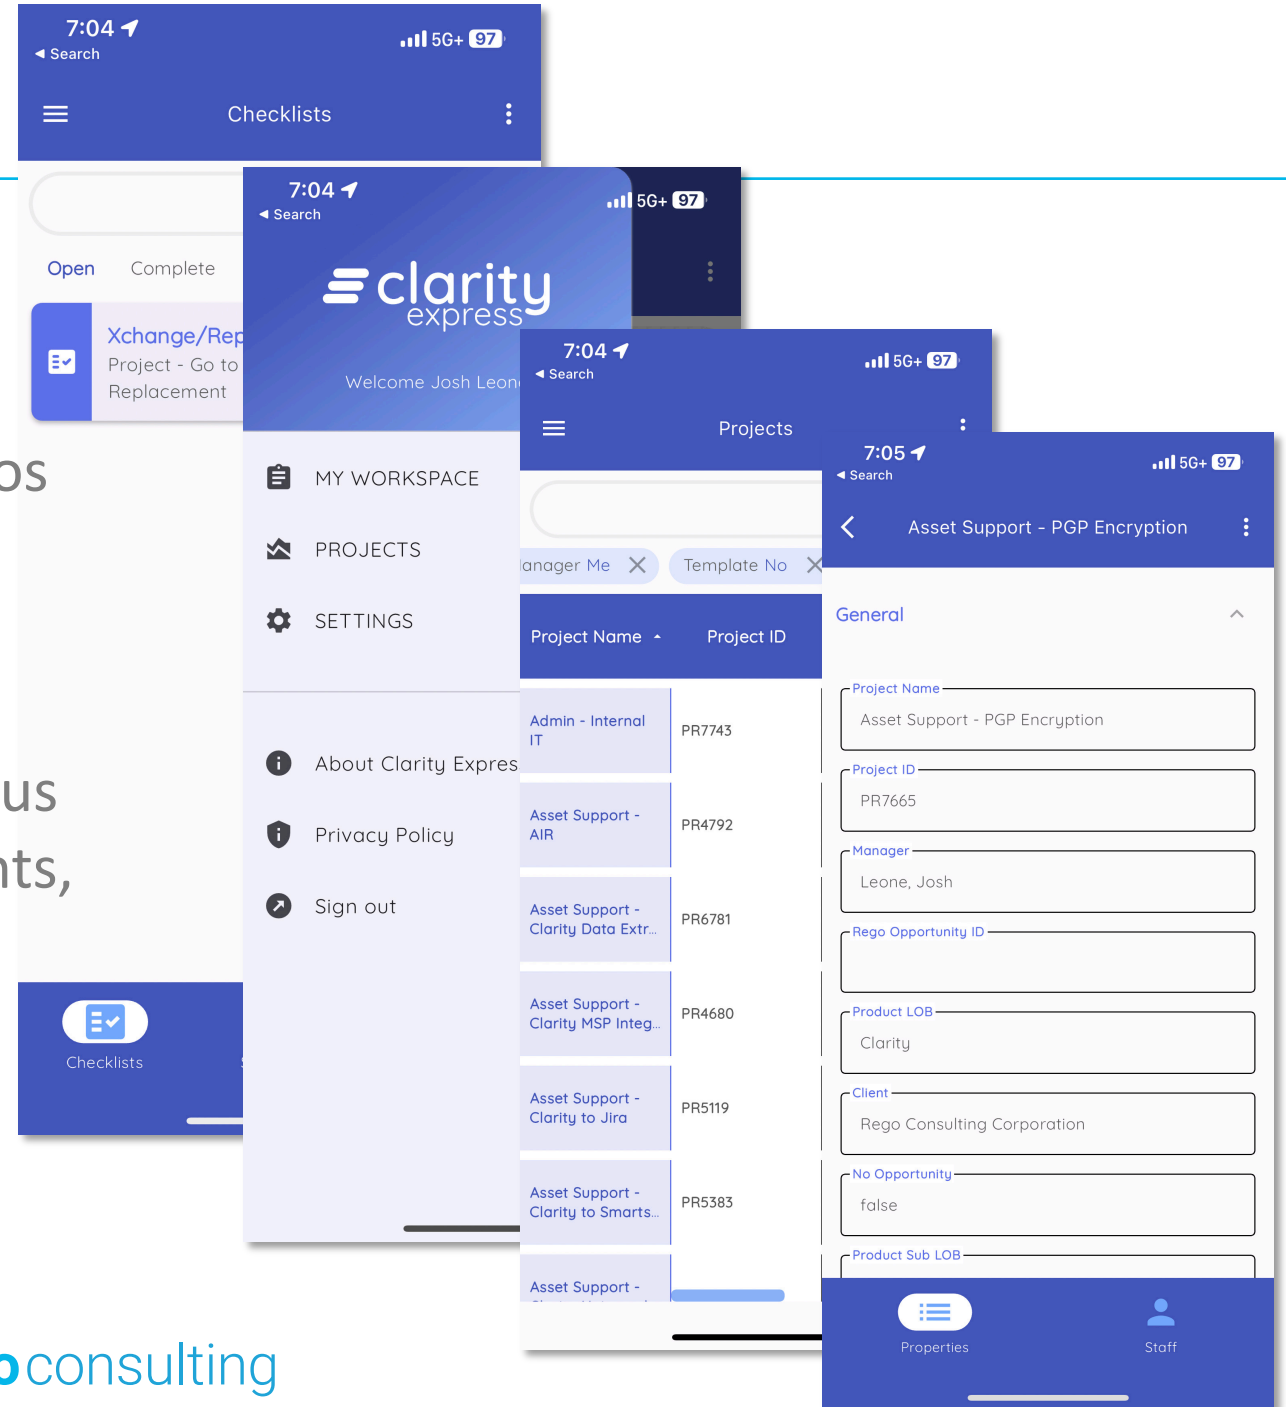 7:04
5G+ 97
◄ Search
Checklists
Open Complete
Xchange/Rep
Project - Go to
Replacement
os
us
nts,
Checklists
7:04
5G+ 97
◄ Search
clarity
express
Welcome Josh Leon
MY WORKSPACE
PROJECTS
SETTINGS
About Clarity Expres
Privacy Policy
Sign out
7:04
5G+ 97
◄ Search
Projects
anager Me Template No
Project Name Project ID
Admin - Internal
IT
PR7743
Asset Support -
AIR
PR4792
Asset Support -
Clarity Data Extr...
PR6781
Asset Support -
Clarity MSP Integ...
PR4680
Asset Support -
Clarity to Jira
PR5119
Asset Support -
Clarity to Smarts...
PR5383
Asset Support -
7:05
5G+ 97
◄ Search
Asset Support - PGP Encryption
General
Project Name
Asset Support - PGP Encryption
Project ID
PR7665
Manager
Leone, Josh
Rego Opportunity ID
Product LOB
Clarity
Client
Rego Consulting Corporation
No Opportunity
false
Product Sub LOB
Properties Staff
oconsulting